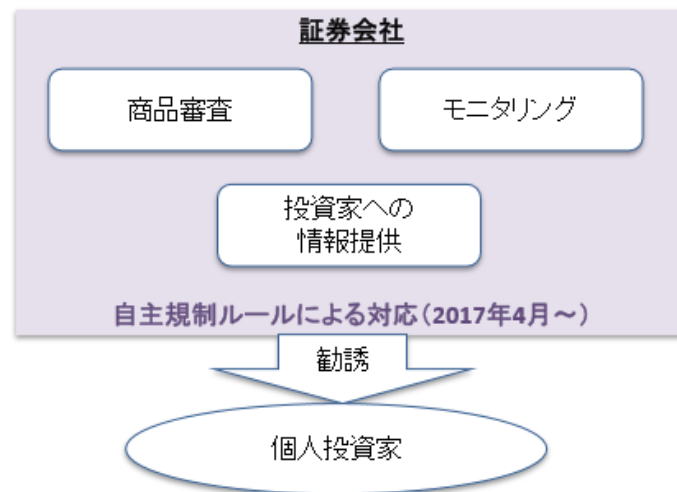 証券会社
商品審査
モニタリング
投資家への
情報提供
自主規制ルールによる対応（2017年4月～）
勧誘
個人投資家